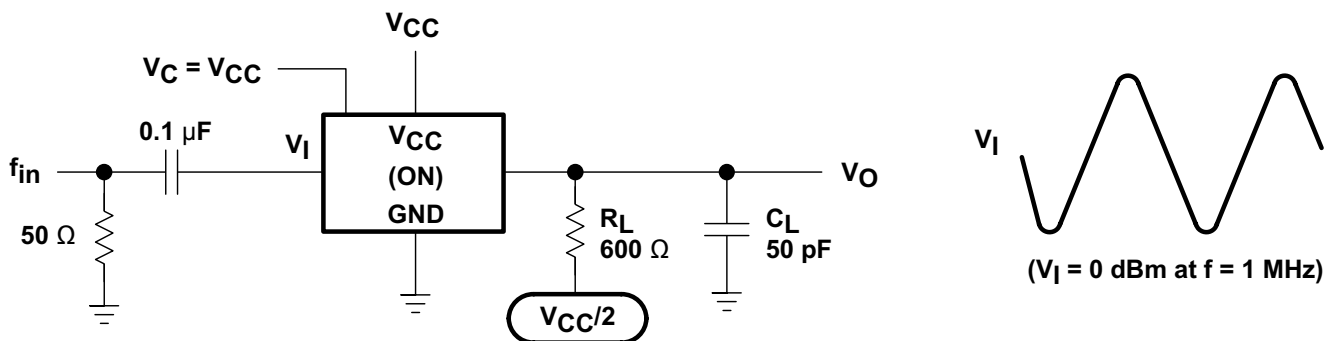 VCC
VC = VCC
0.1 µF
VI
VCC
(ON)
GND
fin
50 Ω
VO
RL
600 Ω
CL
50 pF
VCC/2
VI
(VI = 0 dBm at f = 1 MHz)